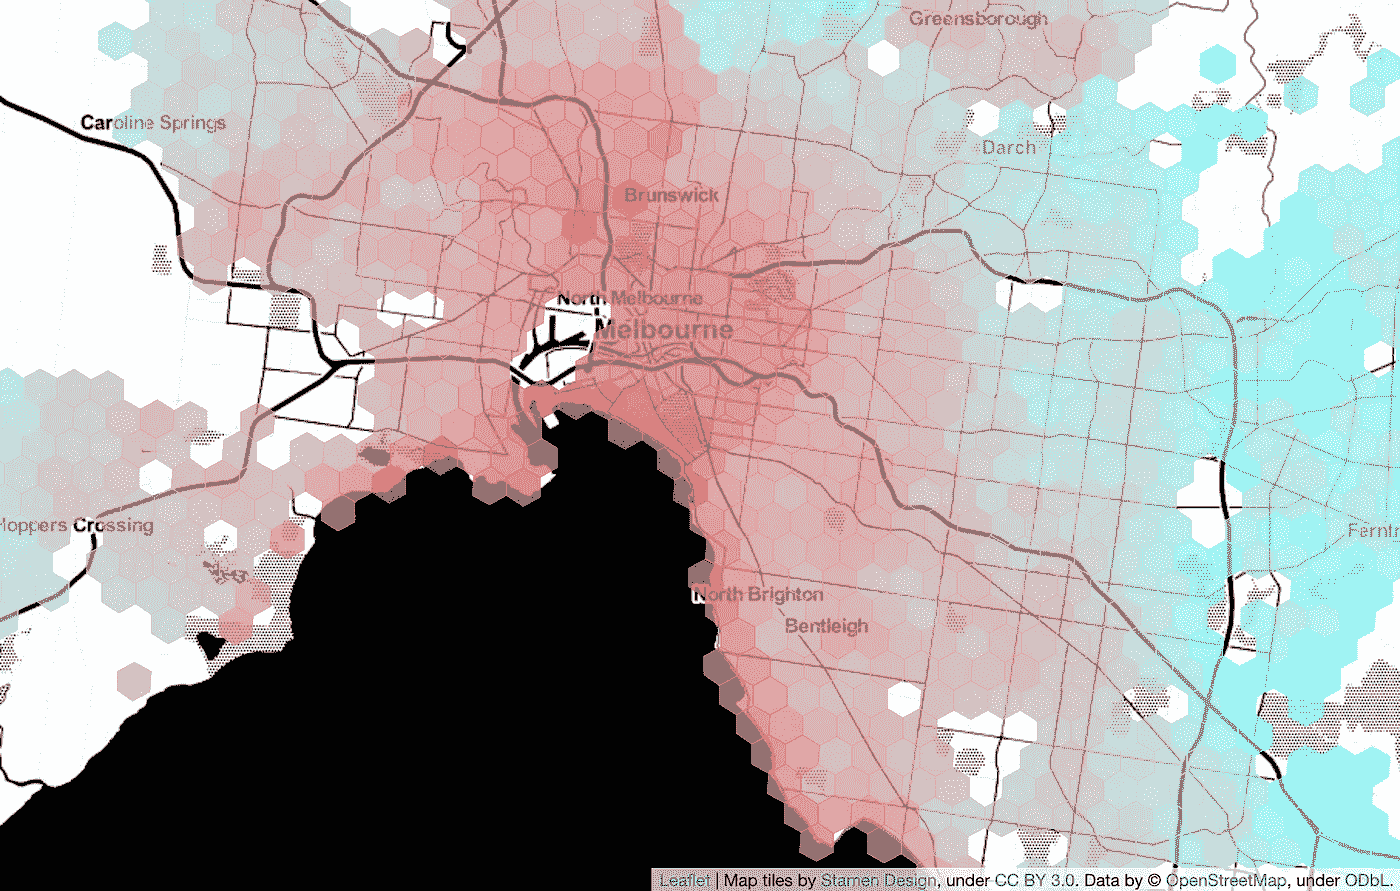 Greensborough
Caroline Springs
Darch
Brunswick
North Melbourne
Melbourne
Hoppers Crossing
Ferntr
North Brighton
Bentleigh
Leaflet | Map tiles by Stamen Design, under CC BY 3.0. Data by © OpenStreetMap, under ODbL.